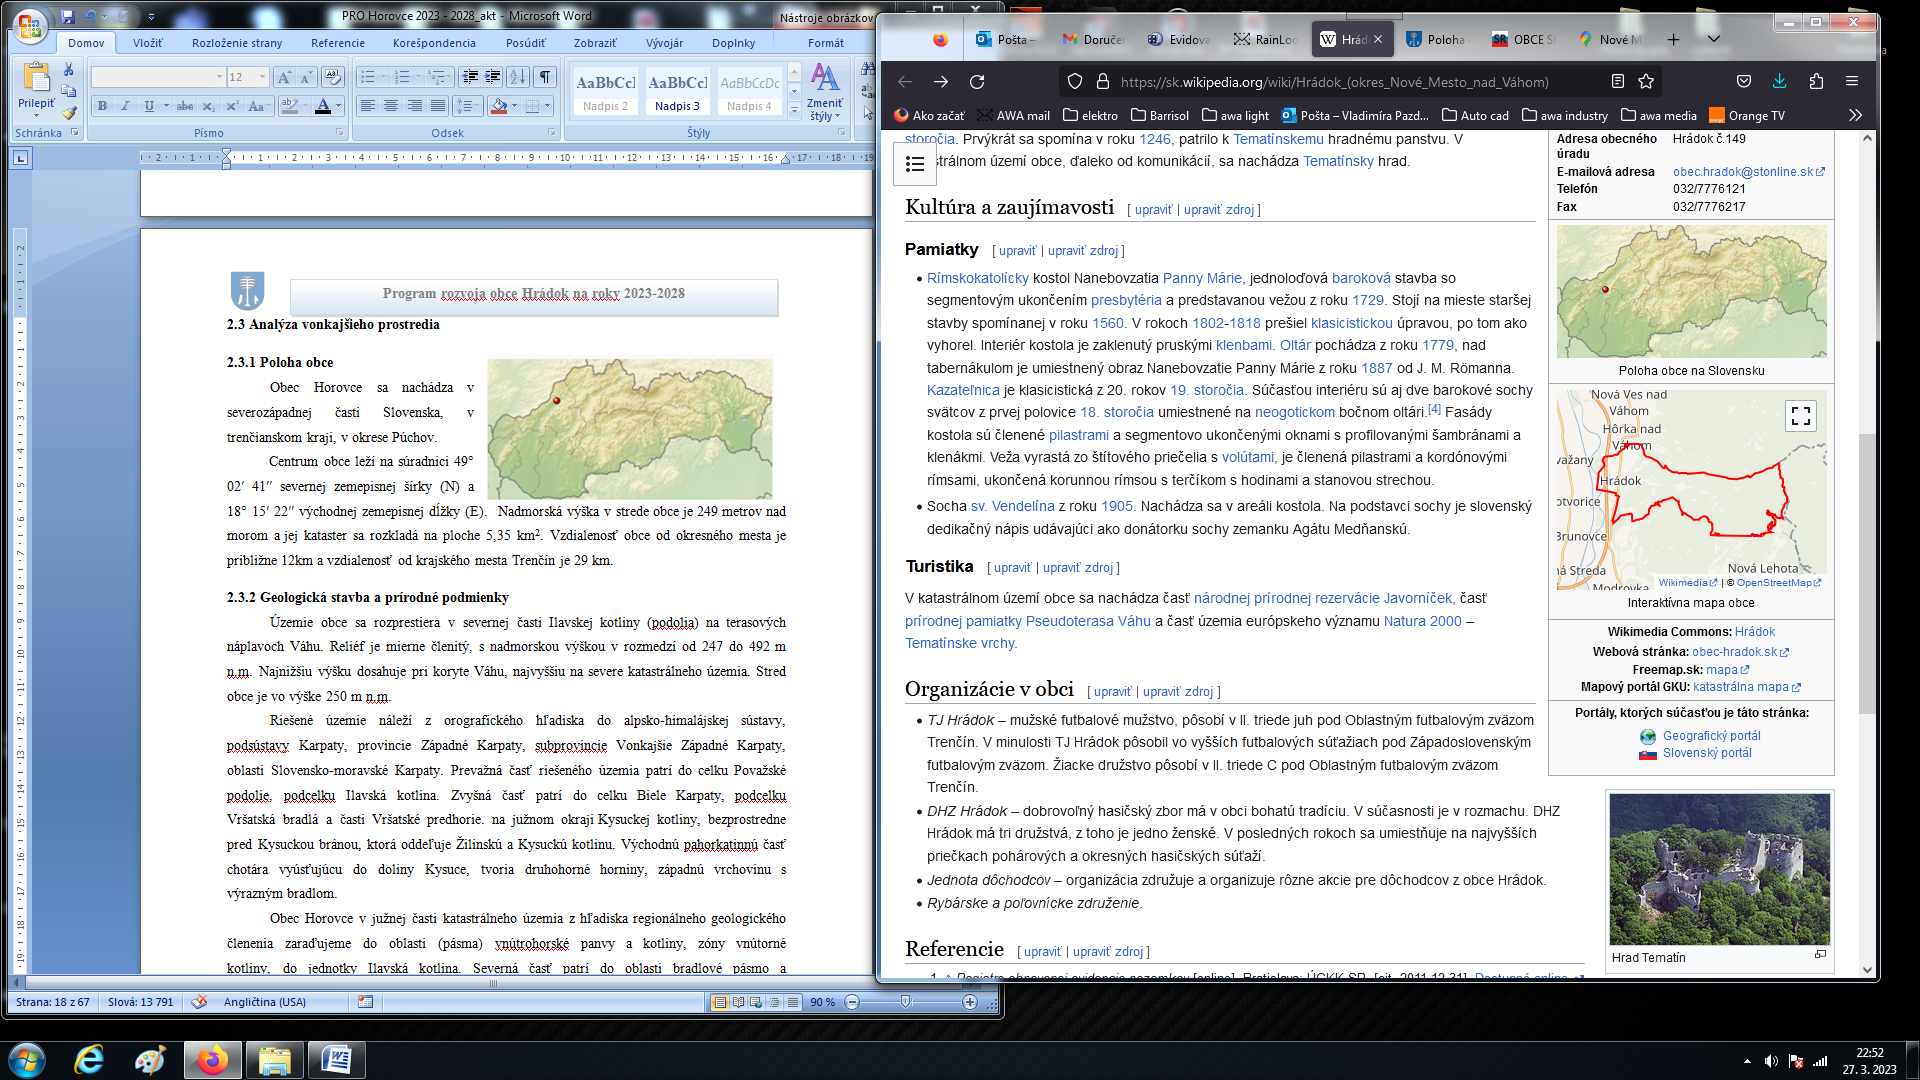 PRO Horovce 2023 - 2028_akt - Microsoft Word
Nástroje obrázkov
Domov
Vložiť
Rozloženie strany
Referencie
Korešpondencia
Posúdiť
Zobraziť
Vývojár
Doplnky
Formát
Prilepiť
12
AaBbCcI
AaBbCcI
AaBbCcDc
Nadpis 2
Nadpis 3
Nadpis 4
Zmeniť štýly
Schránka
Písmo
Odsek
Štýly
Program rozvoja obce Hrádok na roky 2023-2028
2.3 Analýza vonkajšieho prostredia
2.3.1 Poloha obce
Obec Horovce sa nachádza v
severozápadnej časti Slovenska, v
trenčianskom kraji, v okrese Púchov.
Centrum obce leží na súradnici 49°
02′ 41″ severnej zemepisnej šírky (N) a
18° 15′ 22″ východnej zemepisnej dĺžky (E). Nadmorská výška v strede obce je 249 metrov nad
morom a jej kataster sa rozkladá na ploche 5,35 km². Vzdialenosť obce od okresného mesta je
približne 12km a vzdialenosť od krajského mesta Trenčín je 29 km.
2.3.2 Geologická stavba a prírodné podmienky
Územie obce sa rozprestiera v severnej časti Ilavskej kotliny (podolia) na terasových
náplavoch Váhu. Reliéf je mierne členitý, s nadmorskou výškou v rozmedzí od 247 do 492 m
n.m. Najnižšiu výšku dosahuje pri koryte Váhu, najvyššiu na severe katastrálneho územia. Stred
obce je vo výške 250 m n.m.
Riešené územie náleží z orografického hľadiska do alpsko-himalájskej sústavy,
podsústavy Karpaty, provincie Západné Karpaty, subprovincie Vonkajšie Západné Karpaty,
oblasti Slovensko-moravské Karpaty. Prevažná časť riešeného územia patrí do celku Považské
podolie, podcelku Ilavská kotlina. Zvyšná časť patrí do celku Biele Karpaty, podcelku
Vršatská bradlá a časti Vršatské predhorie. na južnom okraji Kysuckej kotliny, bezprostredne
pred Kysuckou bránou, ktorá oddeľuje Žilinskú a Kysuckú kotlinu. Východnú pahorkatinnú časť
chotára vyúsťujúcu do doliny Kysuce, tvoria druhohorné horniny, západnú vrchovinu s
výrazným bradlom.
Obec Horovce v južnej časti katastrálneho územia z hľadiska regionálneho geologického
členenia zaraďujeme do oblasti (pásma) vnútrohorské panvy a kotliny, zóny vnútorné
kotliny, do jednotky Ilavská kotlina. Severná časť patrí do oblasti bradlové pásmo a
Strana: 18 z 67
Slová: 13 791
Angličtina (USA)
90 %
Pošta –
Doruče
Evidova
RainLo
Hrád
Poloha
OBCE S
Nové M
https://sk.wikipedia.org/wiki/Hrádok_(okres_Nové_Mesto_nad_Váhom)
Ako začať
AWA mail
elektro
Barrisol
awa light
Pošta – Vladimíra Pazd...
Auto cad
awa industry
awa media
Orange TV
storočia. Prvýkrát sa spomína v roku 1246, patrilo k Tematínskemu hradnému panstvu. V
strálnom území obce, ďaleko od komunikácií, sa nachádza Tematínsky hrad.
Kultúra a zaujímavosti [ upraviť | upraviť zdroj ]
Pamiatky [ upraviť | upraviť zdroj ]
Rímskokatolícky kostol Nanebovzatia Panny Márie, jednoloďová baroková stavba so
segmentovým ukončením presbytéria a predstavanou vežou z roku 1729. Stojí na mieste staršej
stavby spomínanej v roku 1560. V rokoch 1802-1818 prešiel klasicistickou úpravou, po tom ako
vyhorel. Interiér kostola je zaklenutý pruskými klenbami. Oltár pochádza z roku 1779, nad
tabernákulom je umiestnený obraz Nanebovzatie Panny Márie z roku 1887 od J. M. Römanna.
Kazateľnica je klasicistická z 20. rokov 19. storočia. Súčasťou interiéru sú aj dve barokové sochy
svätcov z prvej polovice 18. storočia umiestnené na neogotickom bočnom oltári.[4] Fasády
kostola sú členené pilastrami a segmentovo ukončenými oknami s profilovanými šambránami a
klenákmi. Veža vyrastá zo štítového priečelia s volútami, je členená pilastrami a kordónovými
rímsami, ukončená korunnou rímsou s terčíkom s hodinami a stanovou strechou.
Socha sv. Vendelína z roku 1905. Nachádza sa v areáli kostola. Na podstavci sochy je slovenský
dedikačný nápis udávajúci ako donátorku sochy zemanku Agátu Medňanskú.
Turistika [ upraviť | upraviť zdroj ]
V katastrálnom území obce sa nachádza časť národnej prírodnej rezervácie Javorníček, časť
prírodnej pamiatky Pseudoterasa Váhu a časť územia európskeho významu Natura 2000 –
Tematínske vrchy.
Organizácie v obci [ upraviť | upraviť zdroj ]
TJ Hrádok – mužské futbalové mužstvo, pôsobí v II. triede juh pod Oblastným futbalovým zväzom
Trenčín. V minulosti TJ Hrádok pôsobil vo vyšších futbalových súťažiach pod Západoslovenským
futbalovým zväzom. Žiacke družstvo pôsobí v II. triede C pod Oblastným futbalovým zväzom
Trenčín.
DHZ Hrádok – dobrovoľný hasičský zbor má v obci bohatú tradíciu. V súčasnosti je v rozmachu. DHZ
Hrádok má tri družstvá, z toho je jedno ženské. V posledných rokoch sa umiestňuje na najvyšších
priečkach pohárových a okresných hasičských súťaží.
Jednota dôchodcov – organizácia združuje a organizuje rôzne akcie pre dôchodcov z obce Hrádok.
Rybárske a poľovnícke združenie.
Referencie [ upraviť | upraviť zdroj ]
Adresa obecného úradu Hrádok č.149
E-mailová adresa obec.hradok@stonline.sk
Telefón 032/7776121
Fax 032/7776217
Poloha obce na Slovensku
Nová Ves nad
Váhom
Hôrka nad
Váhom
važany
Hrádok
otvorice
Brunovce
ná Streda
Modrovka
Nová Lehota
Wikimedia | © OpenStreetMap
Interaktívna mapa obce
Wikimedia Commons: Hrádok
Webová stránka: obec-hradok.sk
Freemap.sk: mapa
Mapový portál GKU: katastrálna mapa
Portály, ktorých súčasťou je táto stránka:
Geografický portál
Slovenský portál
Hrad Tematín
22:52
27. 3. 2023